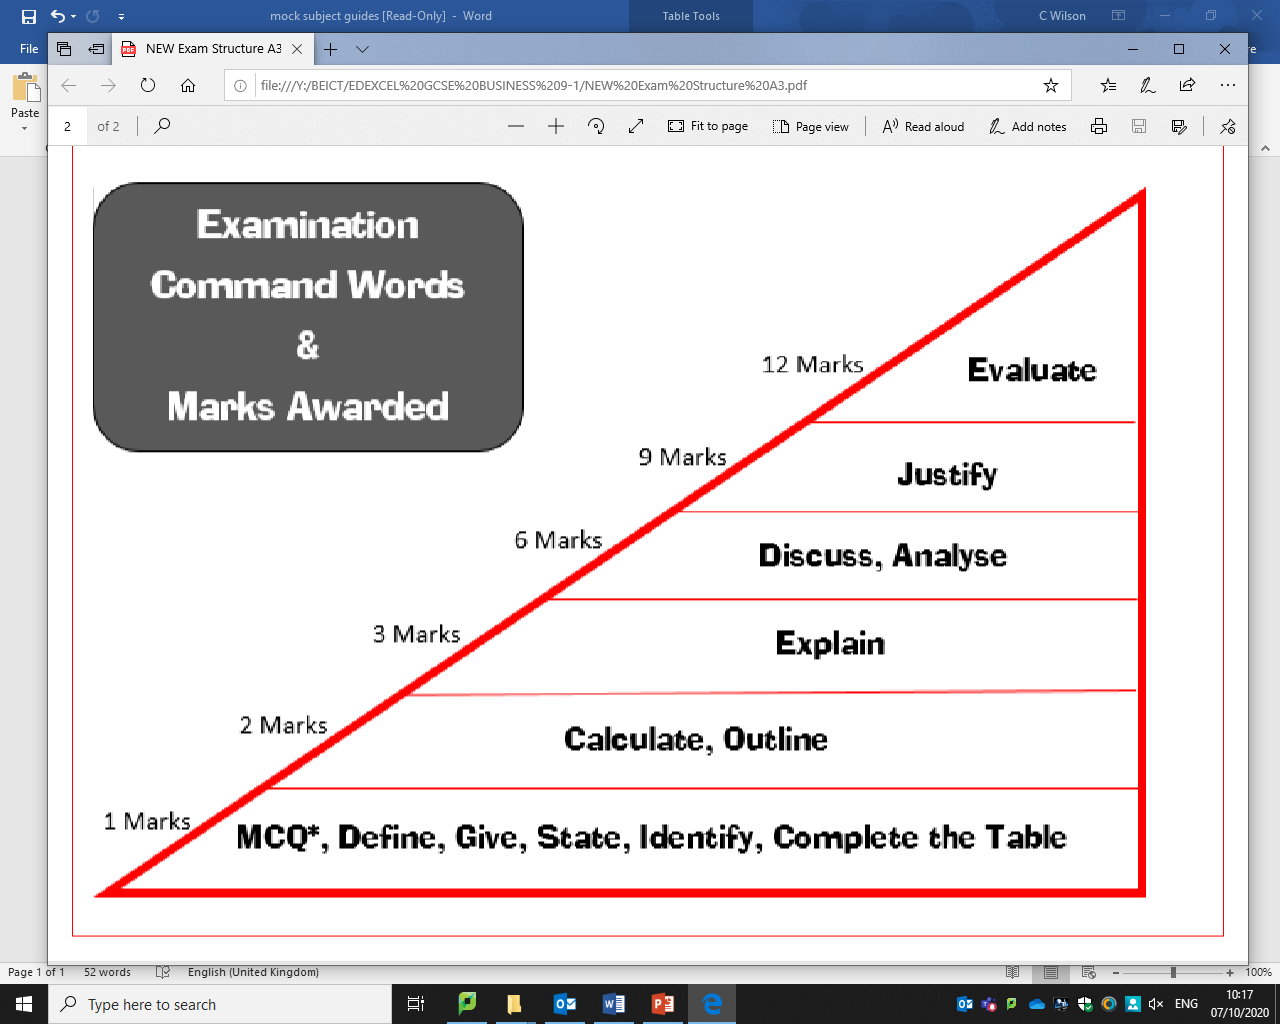 mock subject guides [Read-Only] - Word
Table Tools
C Wilson
File
NEW Exam Structure A3
file:///Y:/BEICT/EDEXCEL%20GCSE%20BUSINESS%209-1/NEW%20Exam%20Structure%20A3.pdf
Paste
2 of 2
Fit to page
Page view
Read aloud
Add notes
Examination
Command Words
&
Marks Awarded
12 Marks
Evaluate
9 Marks
Justify
6 Marks
Discuss, Analyse
3 Marks
Explain
2 Marks
Calculate, Outline
1 Marks
MCQ*, Define, Give, State, Identify, Complete the Table
Page 1 of 1
52 words
English (United Kingdom)
100%
Type here to search
ENG
10:17
07/10/2020